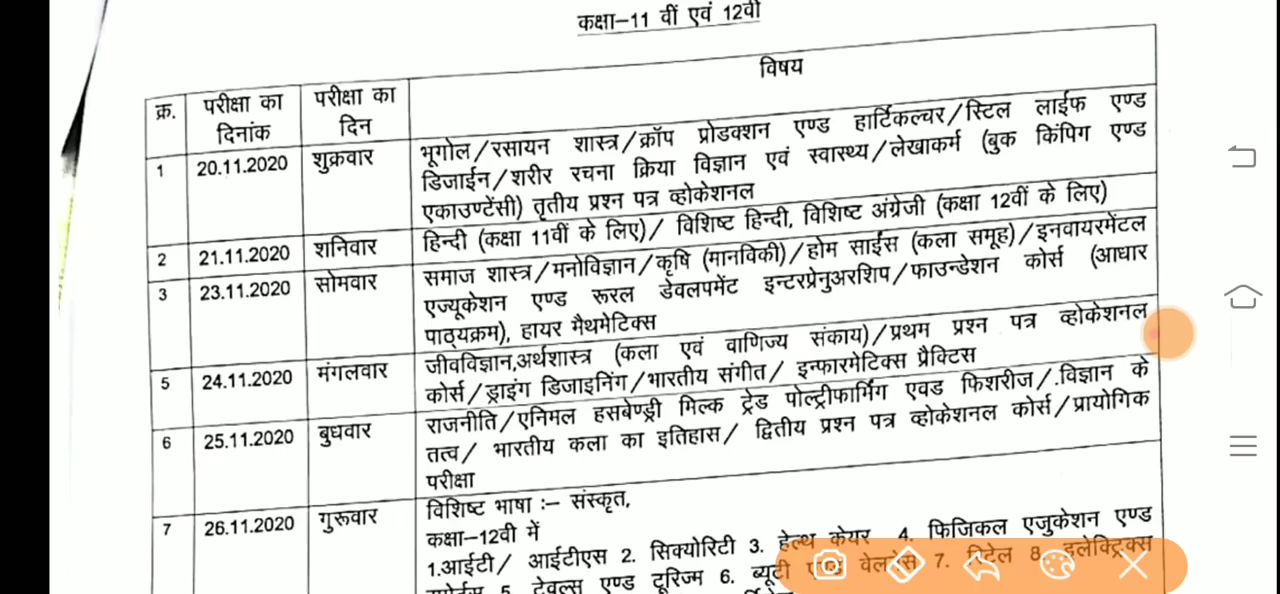 कक्षा–11 वीं एवं 12वी
क्र.
परीक्षा का
दिनांक
परीक्षा का
दिन
विषय
1
20.11.2020
शुक्रवार
भूगोल/रसायन शास्त्र/क्रॉप प्रोडक्शन एण्ड हार्टिकल्चर/स्टिल लाईफ एण्ड
डिजाईन/शरीर रचना क्रिया विज्ञान एवं स्वास्थ्य/लेखाकर्म (बुक किंपिग एण्ड
एकाउण्टेंसी) तृतीय प्रश्न पत्र व्होकेशनल
2
21.11.2020
शनिवार
हिन्दी (कक्षा 11वीं के लिए)/ विशिष्ट हिन्दी, विशिष्ट अंग्रेजी (कक्षा 12वीं के लिए)
3
23.11.2020
सोमवार
समाज शास्त्र/मनोविज्ञान/कृषि (मानविकी)/होम साईंस (कला समूह)/इनवायरमेंटल
एज्यूकेशन एण्ड रूरल डेवलपमेंट इन्टरप्रेनुअरशिप/फाउन्डेशन कोर्स (आधार
पाठ्यक्रम), हायर मैथमेटिक्स
5
24.11.2020
मंगलवार
जीवविज्ञान,अर्थशास्त्र (कला एवं वाणिज्य संकाय)/प्रथम प्रश्न पत्र व्होकेशनल
कोर्स/ड्राइंग डिजाइनिंग/भारतीय संगीत/ इन्फारमेटिक्स प्रैक्टिस
6
25.11.2020
बुधवार
राजनीति/एनिमल हसबेण्ड्री मिल्क ट्रेड पोल्ट्रीफार्मिंग एवड फिशरीज/.विज्ञान के
तत्व/ भारतीय कला का इतिहास/ द्वितीय प्रश्न पत्र व्होकेशनल कोर्स/प्रायोगिक
परीक्षा
7
26.11.2020
गुरूवार
विशिष्ट भाषा :– संस्कृत,
कक्षा–12वी में
1.आईटी/ आईटीएस 2. सिक्योरिटी 3. हेल्थ केयर 4. फिजिकल एजुकेशन एण्ड
5. ट्रेवल्स एण्ड टूरिज्म 6. ब्यूटी एण्ड वेलनेस 7. रिटेल 8. इलेक्ट्रिक्स